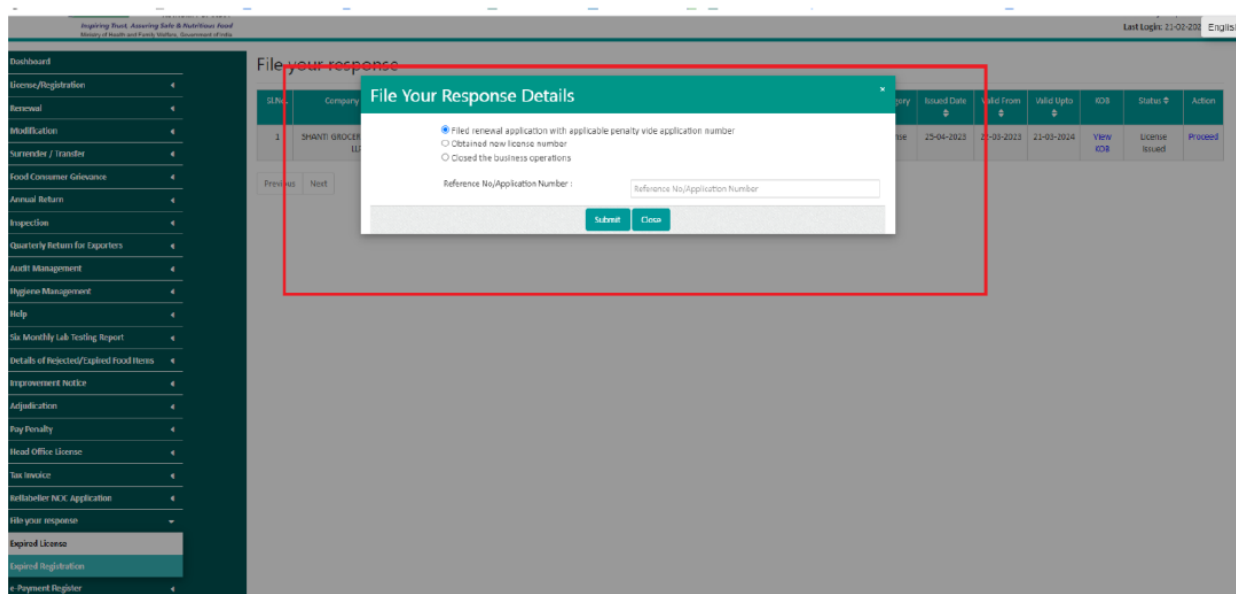 Inspiring Trust, Assuring Safe & Nutritious Food
Ministry of Health and Family Welfare, Government of India
Last Login: 21-02-202
English
Dashboard
License/Registration
Renewal
Modification
Surrender / Transfer
Food Consumer Grievance
Annual Return
Inspection
Quarterly Return for Exporters
Audit Management
Hygiene Management
Help
Six Monthly Lab Testing Report
Details of Rejected/Expired Food Items
Improvement Notice
Adjudication
Pay Penalty
Head Office License
Tax Invoice
Rellabeller NOC Application
File your response
Expired License
Expired Registration
e-Payment Register
File your response
Sl.No. Company Issued Date Valid From Valid Upto KOB Status Action
1 SHANTI GROCER 25-04-2023 23-03-2024 View KOB License Issued Proceed
Previous Next
File Your Response Details ×
Filed renewal application with applicable penalty vide application number
Obtained new license number
Closed the business operations
Reference No/Application Number : Reference No/Application Number
Submit Close